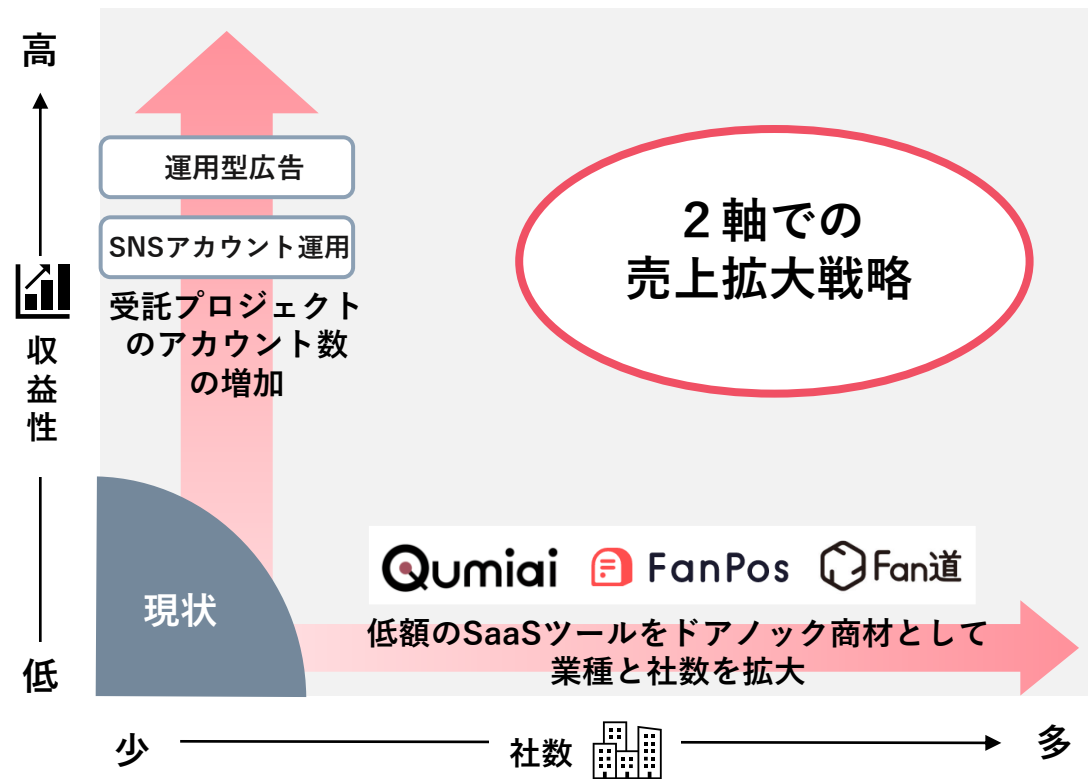 高
運用型広告
SNSアカウント運用
受託プロジェクト
のアカウント数
の増加
２軸での
売上拡大戦略
収益性
現状
Qumiai FanPos Fan道
低額のSaaSツールをドアノック商材として
業種と社数を拡大
低
少
社数
多